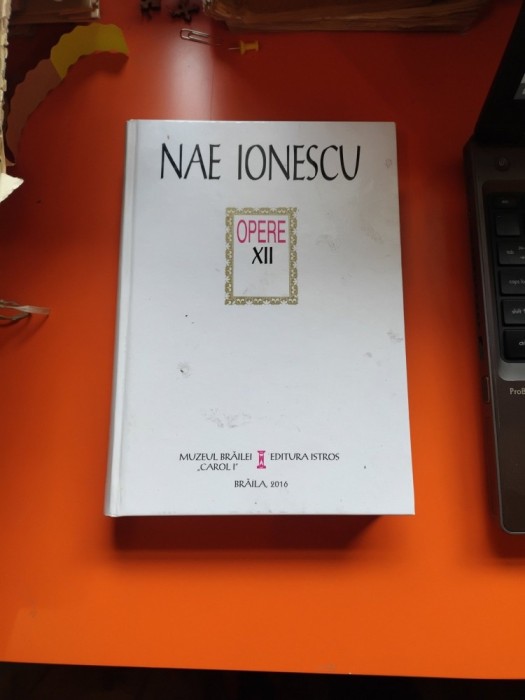 NAE IONESCU
OPERE
XII
MUZEUL BRĂILEI EDITURA ISTROS
„CAROL I”
BRĂILA, 2016